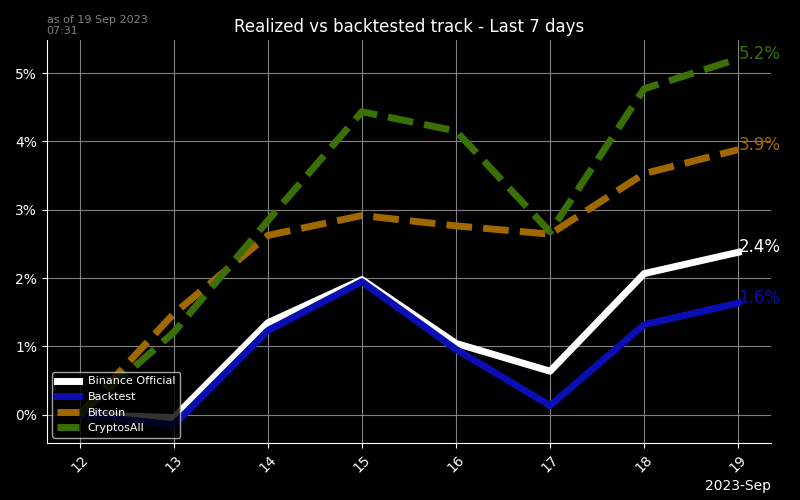 as of 19 Sep 2023
07:31
Realized vs backtested track - Last 7 days
5%
4%
3%
2%
1%
0%
5.2%
3.9%
2.4%
1.6%
Binance Official
Backtest
Bitcoin
CryptosAll
12
13
14
15
16
17
18
19
2023-Sep